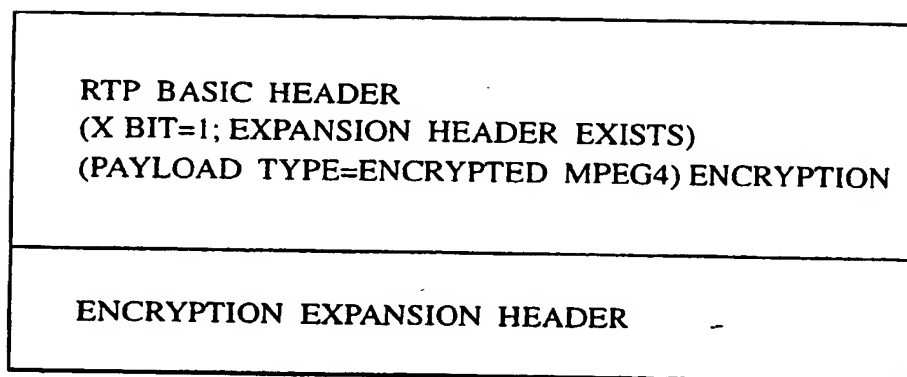 RTP BASIC HEADER
(X BIT=1; EXPANSION HEADER EXISTS)
(PAYLOAD TYPE=ENCRYPTED MPEG4) ENCRYPTION
ENCRYPTION EXPANSION HEADER